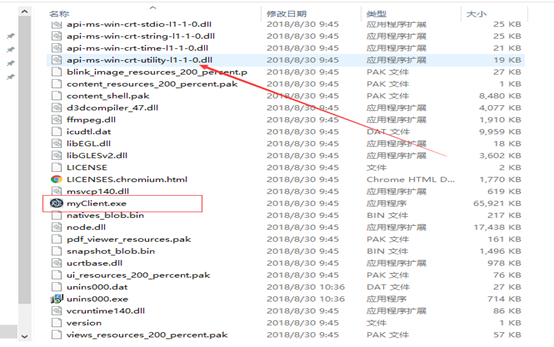 名称 修改日期 类型 大小
api-ms-win-crt-stdio-l1-1-0.dll 2018/8/30 9:45 应用程序扩展 25 KB
api-ms-win-crt-string-l1-1-0.dll 2018/8/30 9:45 应用程序扩展 25 KB
api-ms-win-crt-time-l1-1-0.dll 2018/8/30 9:45 应用程序扩展 21 KB
api-ms-win-crt-utility-l1-1-0.dll 2018/8/30 9:45 应用程序扩展 19 KB
blink_image_resources_200_percent.p 2018/8/30 9:45 PAK 文件 27 KB
content_resources_200_percent.pak 2018/8/30 9:45 PAK 文件 1 KB
content_shell.pak 2018/8/30 9:45 PAK 文件 8,480 KB
d3dcompiler_47.dll 2018/8/30 9:45 应用程序扩展 4,077 KB
ffmpeg.dll 2018/8/30 9:45 应用程序扩展 1,910 KB
icudtl.dat 2018/8/30 9:45 DAT 文件 9,959 KB
libEGL.dll 2018/8/30 9:45 应用程序扩展 18 KB
libGLESv2.dll 2018/8/30 9:45 应用程序扩展 3,602 KB
LICENSE 2018/8/30 9:45 文件 2 KB
LICENSES.chromium.html 2018/8/30 9:45 Chrome HTML D... 1,770 KB
msvcp140.dll 2018/8/30 9:45 应用程序扩展 619 KB
myClient.exe 2018/8/30 9:45 应用程序 65,921 KB
natives_blob.bin 2018/8/30 9:45 BIN 文件 217 KB
node.dll 2018/8/30 9:45 应用程序扩展 17,438 KB
pdf_viewer_resources.pak 2018/8/30 9:45 PAK 文件 161 KB
snapshot_blob.bin 2018/8/30 9:45 BIN 文件 1,496 KB
ucrtbase.dll 2018/8/30 9:45 应用程序扩展 978 KB
ui_resources_200_percent.pak 2018/8/30 9:45 PAK 文件 76 KB
unins000.dat 2018/8/30 10:36 DAT 文件 27 KB
unins000.exe 2018/8/30 10:36 应用程序 714 KB
vcruntime140.dll 2018/8/30 9:45 应用程序扩展 86 KB
version 2018/8/30 9:45 文件 1 KB
views_resources_200_percent.pak 2018/8/30 9:45 PAK 文件 57 KB